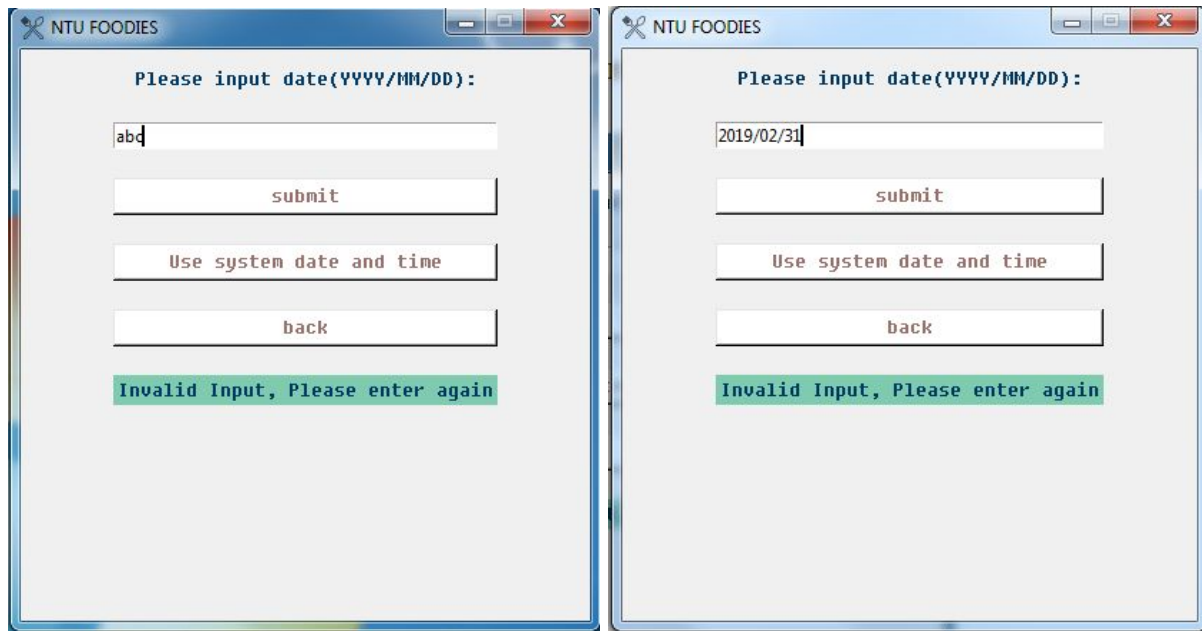 NTU FOODIES
Please input date(YYYY/MM/DD):
abc
submit
Use system date and time
back
Invalid Input, Please enter again
NTU FOODIES
Please input date(YYYY/MM/DD):
2019/02/31
submit
Use system date and time
back
Invalid Input, Please enter again